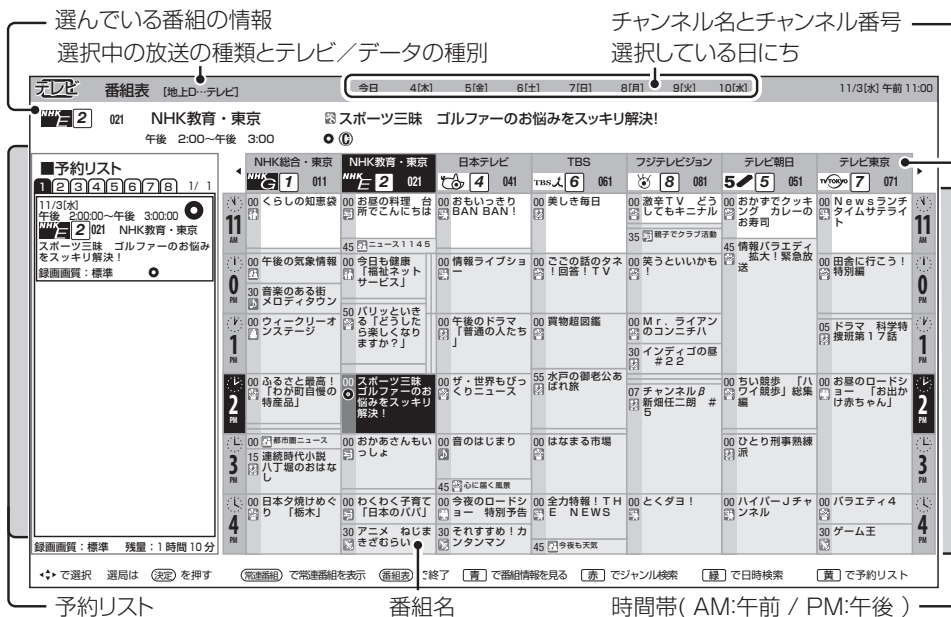 選んでいる番組の情報
チャンネル名とチャンネル番号
選択中の放送の種類とテレビ／データの種別
選択している日にち
テレビ 番組表 [地上D…テレビ] 今日 4[木] 5[金] 6[土] 7[日] 8[月] 9[火] 10[水] 11/3[水] 午前 11:00
NHK E 2 021 NHK教育・東京 スポーツ三昧 ゴルファーのお悩みをスッキリ解決!
午後 2:00～午後 3:00
■予約リスト
1 2 3 4 5 6 7 8 1/ 1
11/3[水]
午後 2:00:00～午後 3:00:00
NHK E 2 021 NHK教育・東京
スポーツ三昧 ゴルファーのお悩み
をスッキリ解決！
録画画質：標準
録画画質：標準 残量：1時間10分
NHK総合・東京 NHK教育・東京 日本テレビ TBS フジテレビジョン テレビ朝日 テレビ東京
NHK G 1 011 NHK E 2 021 4 041 TBS 6 061 8 081 5 5 051 TV TOKYO 7 071
11 AM
00 くらしの知恵袋
00 お昼の料理 台
所でこんにちは
45 ニュース1145
00 おもいっきり
BAN BAN！
00 美しき毎日
00 激辛TV どう
してもキニナル
35 親子でクラブ活動
00 おかずでクッキ
ング カレーの
お寿司
45 情報バラエディ
拡大！緊急放
送
00 Newsランチ
タイムサテライ
ト
0 PM
00 午後の気象情報
30 音楽のある街
メロディタウン
00 今日も健康
「福祉ネット
サービス」
50 パリッといき
る「どうした
ら楽しくなり
ますか？」
00 情報ライブショ
ー
00 ごごの話のタネ
！回答！TV
00 笑うといいかも
！
00 田舎に行こう！
特別編
1 PM
00 ウィークリーオ
ンステージ
00 午後のドラマ
「普通の人たち
」
00 買物超図鑑
55 水戸の御老公あ
ばれ旅
00 Mr．ライアン
のコンニチハ
30 インディゴの昼
＃22
05 ドラマ 科学特
捜班第17話
2 PM
00 ふるさと最高！
「わが町自慢の
特産品」
00 スポーツ三昧
ゴルファーのお
悩みをスッキリ
解決！
00 ザ・世界もびっ
くりニュース
07 チャンネルβ
新畑任二朗 ＃
5
00 ちい競歩 「ハ
ワイ競歩」総集
編
00 お昼のロードシ
ョー 「お出か
け赤ちゃん」
3 PM
00 都市圏ニュース
15 連続時代小説
八丁堀のおはな
し
00 おかあさんもい
っしょ
00 音のはじまり
45 心に届く風景
00 はなまる市場
00 ひとり刑事熟練
派
4 PM
00 日本夕焼けめぐ
り 「栃木」
00 わくわく子育て
「日本のパパ」
30 アニメ ねじま
きざむらい
00 今夜のロードシ
ョー 特別予告
30 それすすめ！カ
ンタンマン
00 全力特報！TH
E NEWS
45 今夜も天気
00 とくダヨ！
00 ハイパーJチャ
ンネル
00 バラエティ4
30 ゲーム王
で選択 選局は 決定 を押す 常連番組 で常連番組を表示 番組表 で終了 青 で番組情報を見る 赤 でジャンル検索 緑 で日時検索 黄 で予約リスト
予約リスト
番組名
時間帯( AM:午前 / PM:午後 )